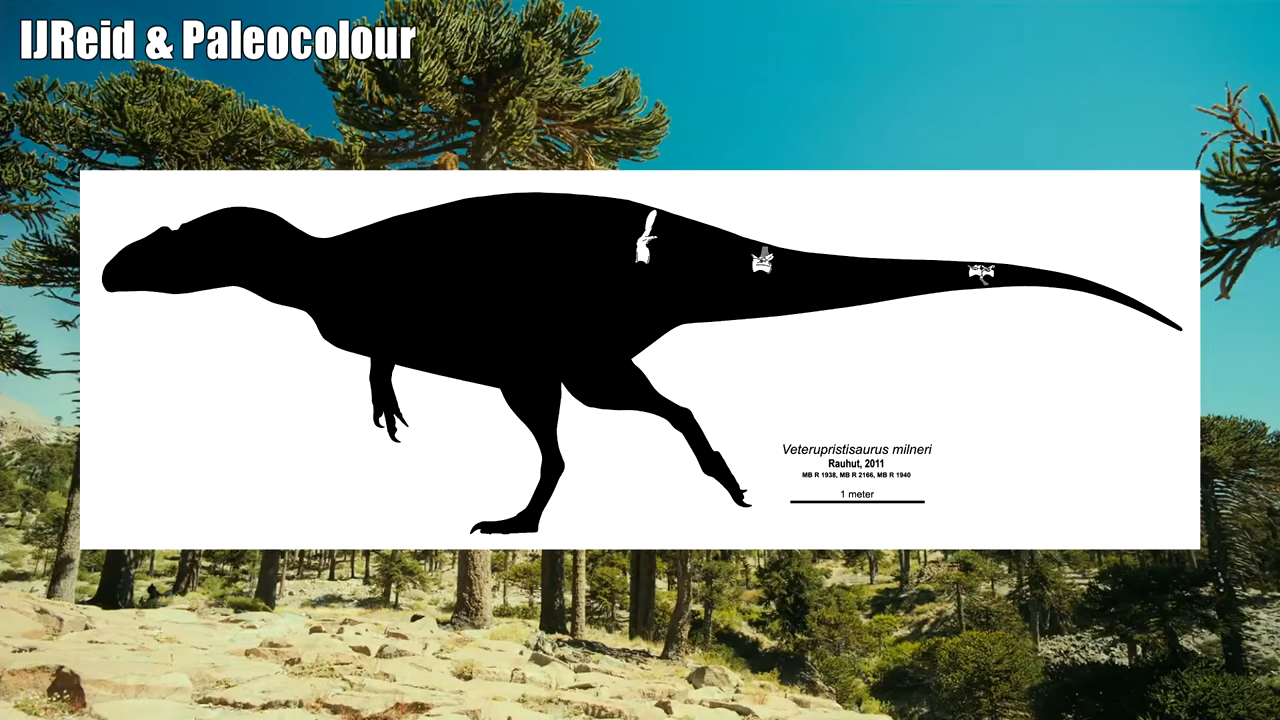 IJReid & Paleocolour
Veterupristisaurus milneri
Rauhut, 2011
MB R 1938, MB R 2166, MB R 1940
1 meter